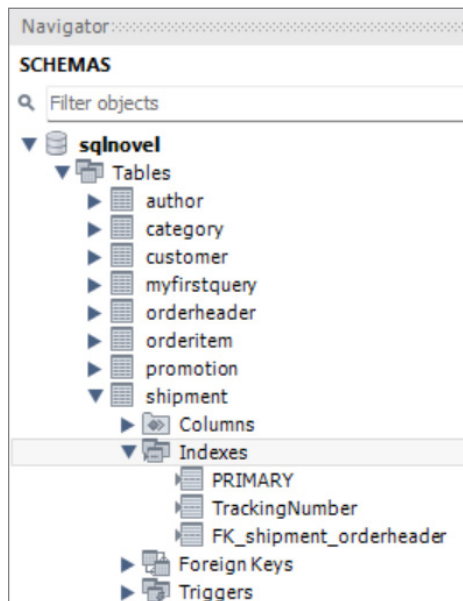 Navigator
SCHEMAS
Filter objects
sqlnovel
Tables
author
category
customer
myfirstquery
orderheader
orderitem
promotion
shipment
Columns
Indexes
PRIMARY
TrackingNumber
FK_shipment_orderheader
Foreign Keys
Triggers